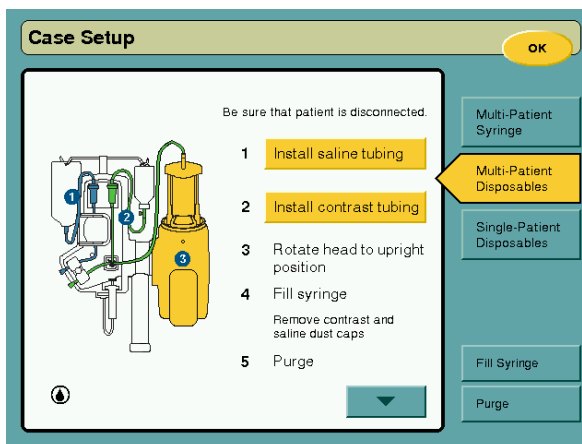 Case Setup
OK
Be sure that patient is disconnected.
1 Install saline tubing
2 Install contrast tubing
3 Rotate head to upright
position
4 Fill syringe
Remove contrast and
saline dust caps
5 Purge
1
2
3
Multi-Patient
Syringe
Multi-Patient
Disposables
Single-Patient
Disposables
Fill Syringe
Purge